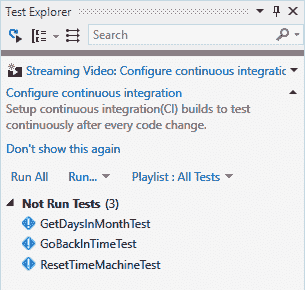 Test Explorer
Search
Streaming Video: Configure continuous integratic
Configure continuous integration
Setup continuous integration(CI) builds to test
continuously after every code change.
Don't show this again
Run All Run... Playlist : All Tests
Not Run Tests (3)
GetDaysInMonthTest
GoBackInTimeTest
ResetTimeMachineTest